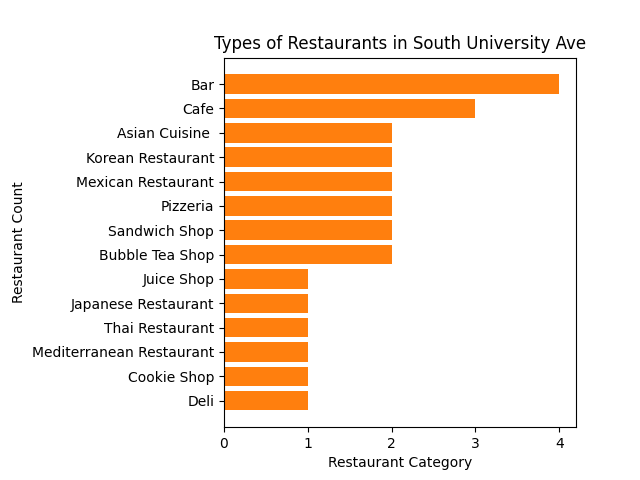 Types of Restaurants in South University Ave
Restaurant Count
Bar
Cafe
Asian Cuisine
Korean Restaurant
Mexican Restaurant
Pizzeria
Sandwich Shop
Bubble Tea Shop
Juice Shop
Japanese Restaurant
Thai Restaurant
Mediterranean Restaurant
Cookie Shop
Deli
0 1 2 3 4
Restaurant Category